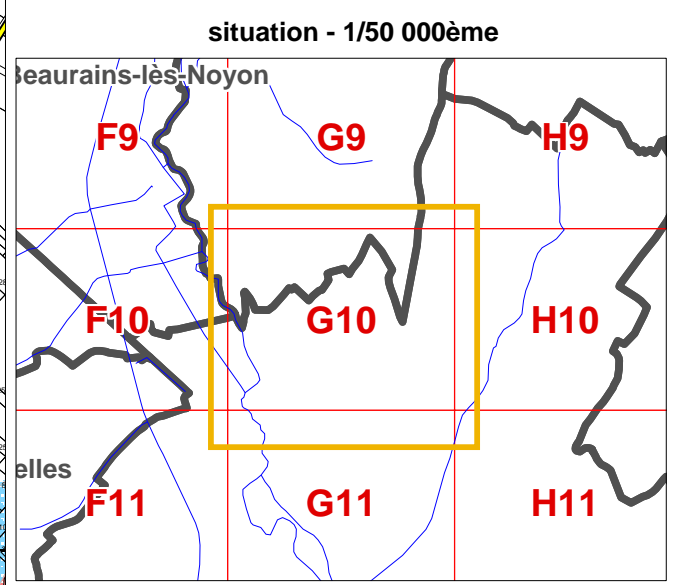 situation - 1/50 000ème
Beaurains-lès-Noyon
F9 G9 H9
F10 G10 H10
elles
F11 G11 H11